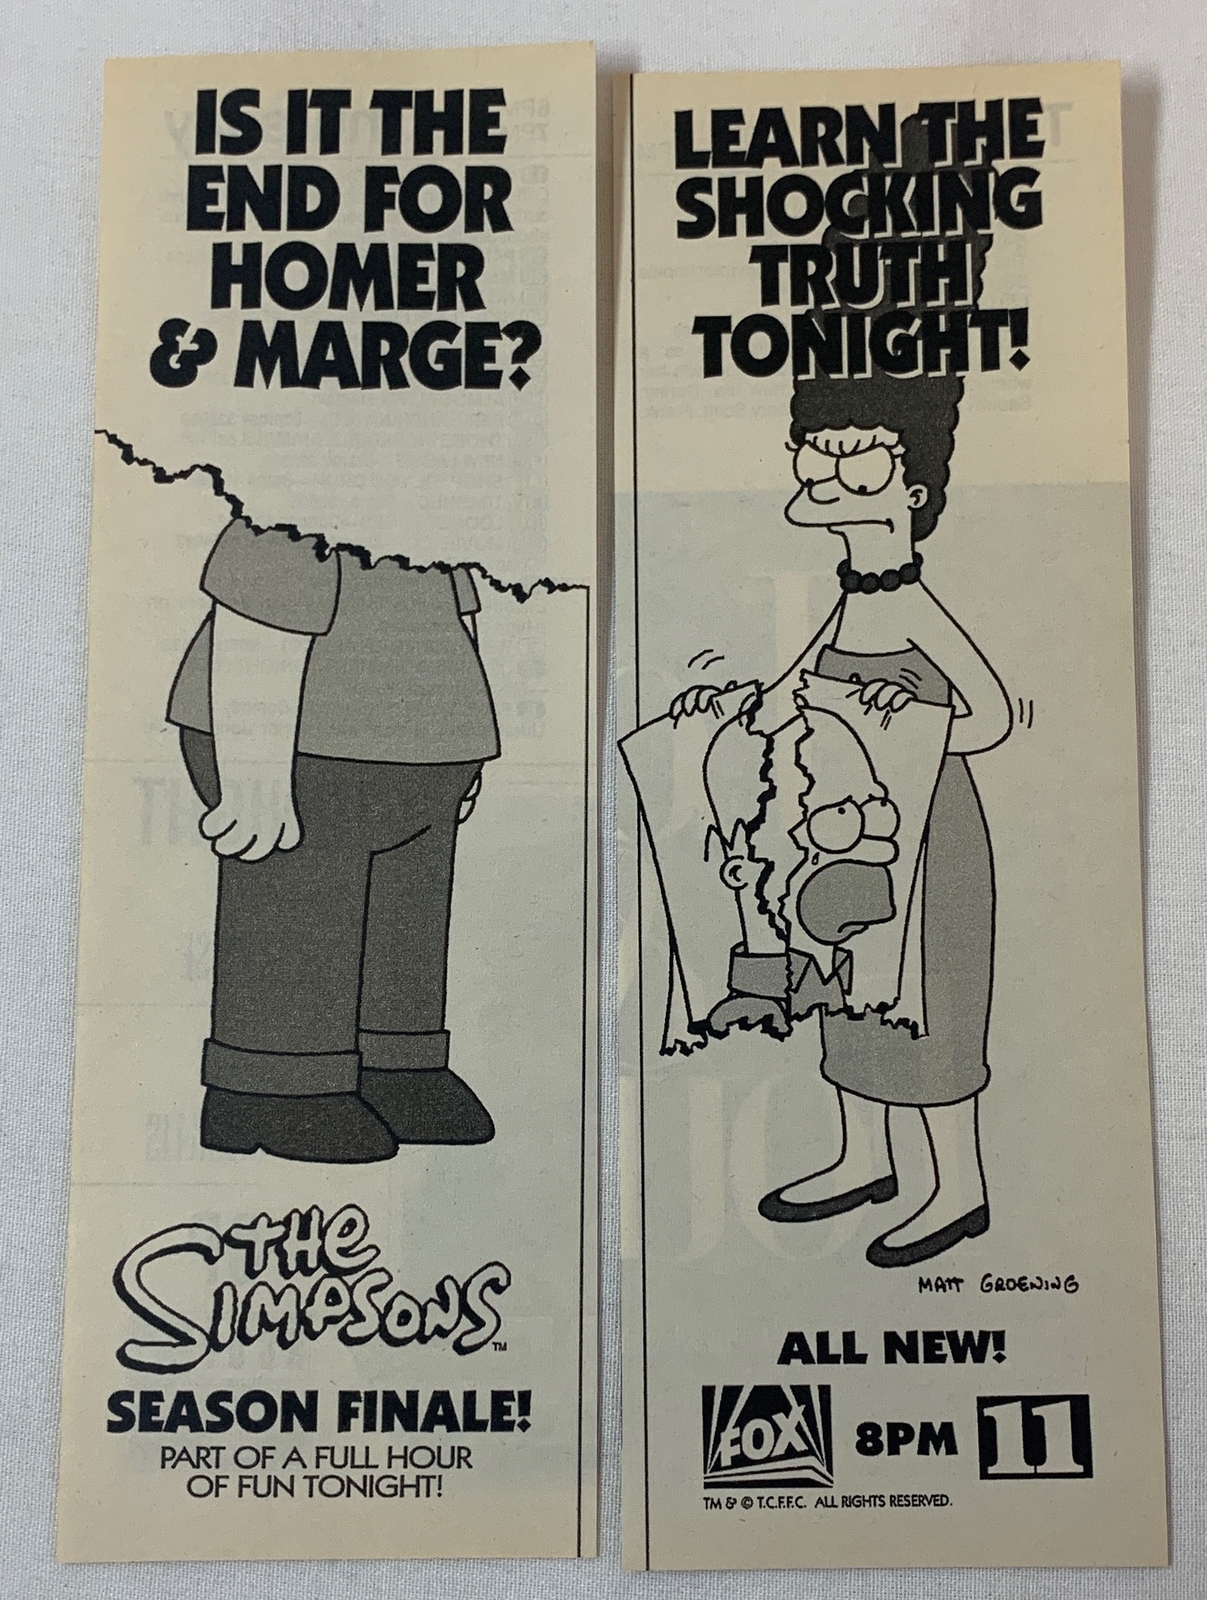 IS IT THE
END FOR
HOMER
& MARGE?
THE
SIMPSONS
TM
SEASON FINALE!
PART OF A FULL HOUR
OF FUN TONIGHT!
LEARN THE
SHOCKING
TRUTH
TONIGHT!
MATT GROENING
ALL NEW!
FOX 8PM 11
TM & © T.C.F.F.C. ALL RIGHTS RESERVED.